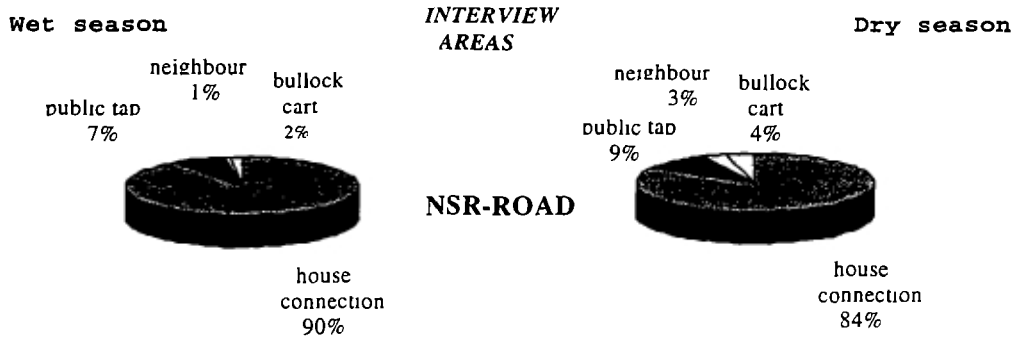 Wet season
INTERVIEW
AREAS
Dry season
neighbour
1%
bullock
cart
2%
public tap
7%
house
connection
90%
NSR-ROAD
neighbour
3%
bullock
cart
4%
public tap
9%
house
connection
84%